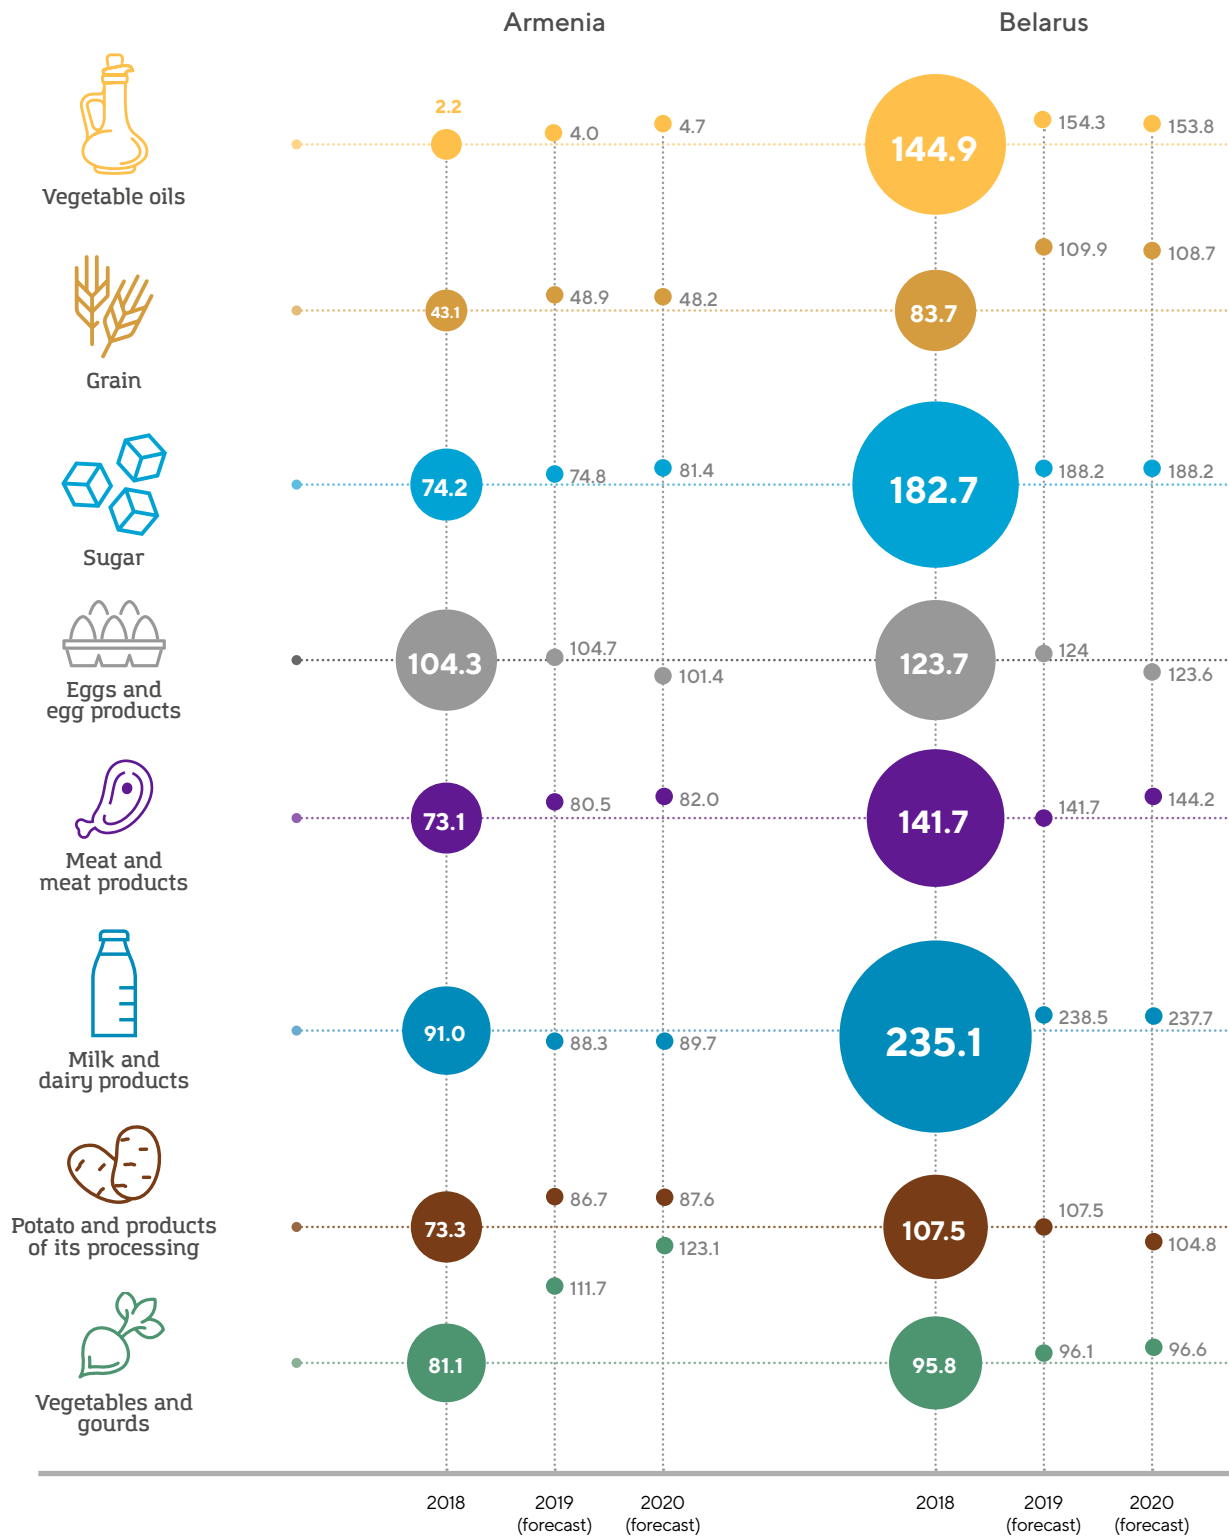 Armenia
Belarus
2.2
4.0
4.7
144.9
154.3
153.8
Vegetable oils
43.1
48.9
48.2
83.7
109.9
108.7
Grain
74.2
74.8
81.4
182.7
188.2
188.2
Sugar
104.3
104.7
101.4
123.7
124
123.6
Eggs and
egg products
73.1
80.5
82.0
141.7
141.7
144.2
Meat and
meat products
91.0
88.3
89.7
235.1
238.5
237.7
Milk and
dairy products
73.3
86.7
87.6
107.5
107.5
104.8
Potato and products
of its processing
81.1
111.7
123.1
95.8
96.1
96.6
Vegetables and
gourds
2018
2019
(forecast)
2020
(forecast)
2018
2019
(forecast)
2020
(forecast)